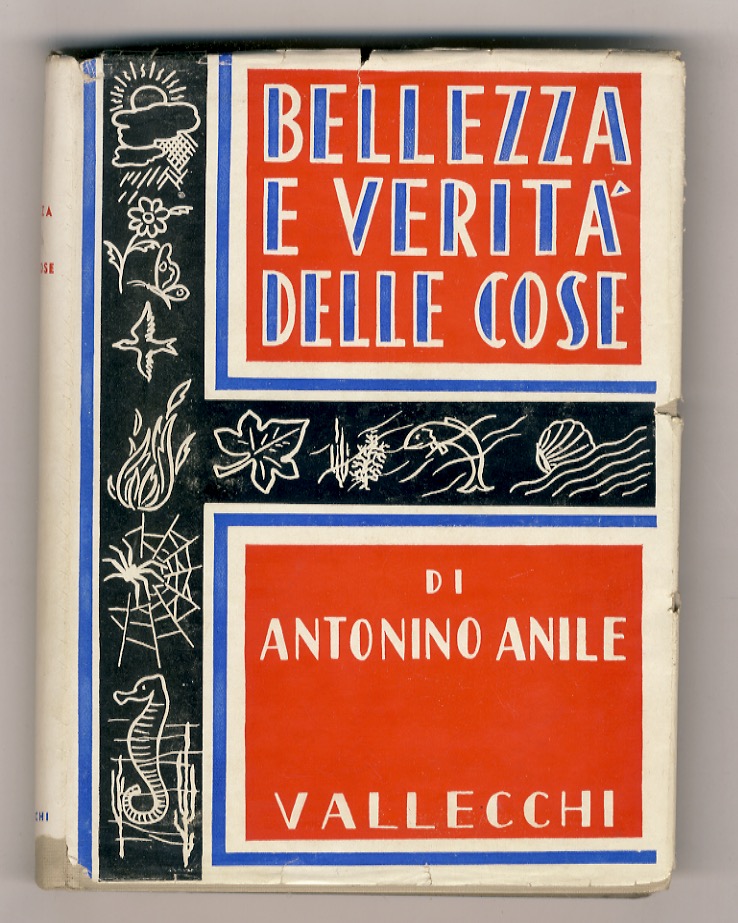 BELLEZZA
E VERITÀ
DELLE COSE
DI
ANTONINO ANILE
VALLECCHI